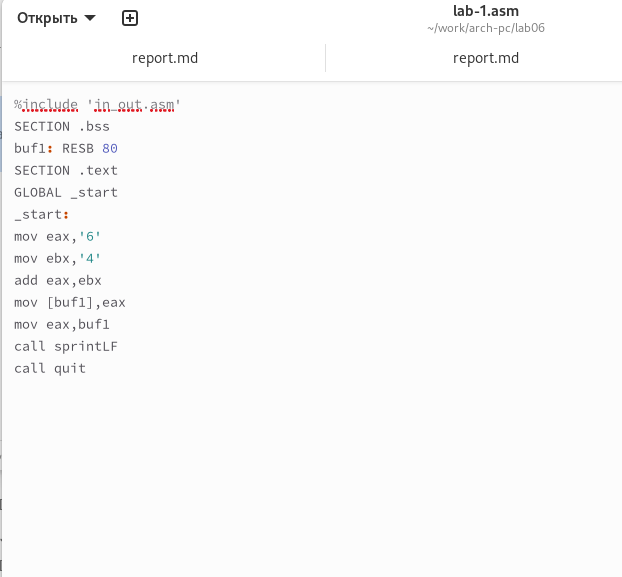 Открыть
lab-1.asm
~/work/arch-pc/lab06
report.md
report.md
%include 'in_out.asm'
SECTION .bss
buf1: RESB 80
SECTION .text
GLOBAL _start
_start:
mov eax,'6'
mov ebx,'4'
add eax,ebx
mov [buf1],eax
mov eax,buf1
call sprintLF
call quit